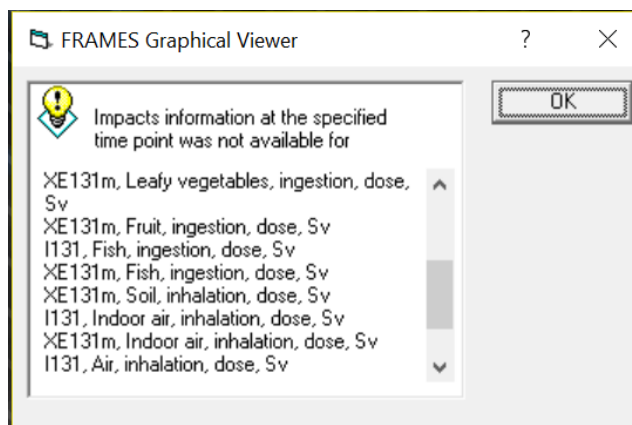 FRAMES Graphical Viewer
?
OK
Impacts information at the specified
time point was not available for
XE131m, Leafy vegetables, ingestion, dose,
Sv
XE131m, Fruit, ingestion, dose, Sv
I131, Fish, ingestion, dose, Sv
XE131m, Fish, ingestion, dose, Sv
XE131m, Soil, inhalation, dose, Sv
I131, Indoor air, inhalation, dose, Sv
XE131m, Indoor air, inhalation, dose, Sv
I131, Air, inhalation, dose, Sv